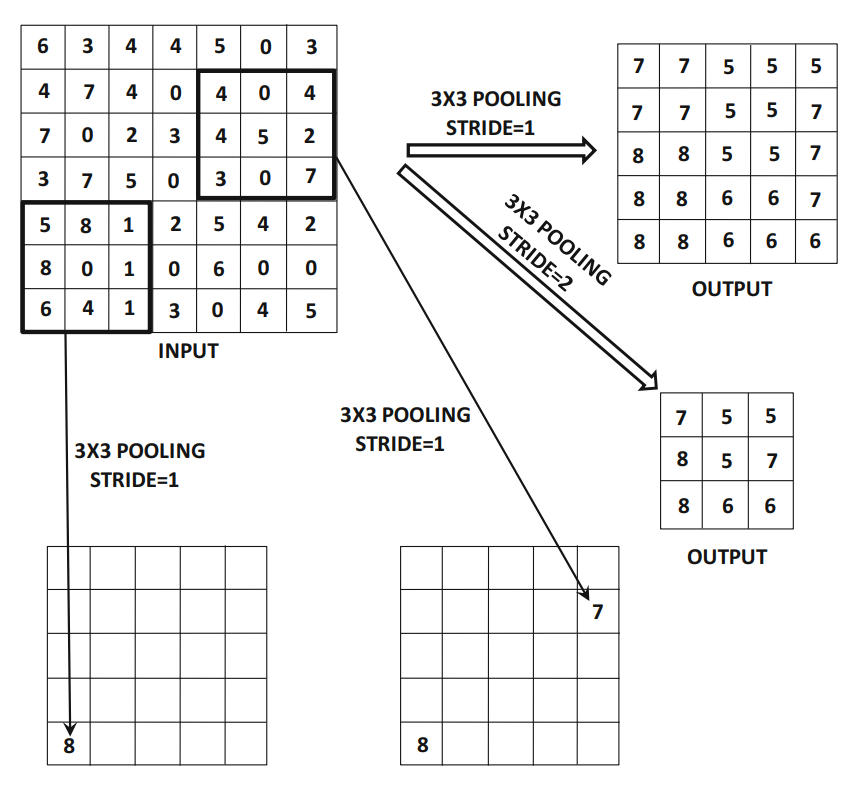 6 3 4 4 5 0 3
4 7 4 0 4 0 4
7 0 2 3 4 5 2
3 7 5 0 3 0 7
5 8 1 2 5 4 2
8 0 1 0 6 0 0
6 4 1 3 0 4 5
INPUT
3X3 POOLING
STRIDE=1
7 7 5 5 5
7 7 5 5 7
8 8 5 5 7
8 8 6 6 7
8 8 6 6 6
OUTPUT
3X3 POOLING
STRIDE=2
7 5 5
8 5 7
8 6 6
OUTPUT
3X3 POOLING
STRIDE=1
3X3 POOLING
STRIDE=1
8
7
8